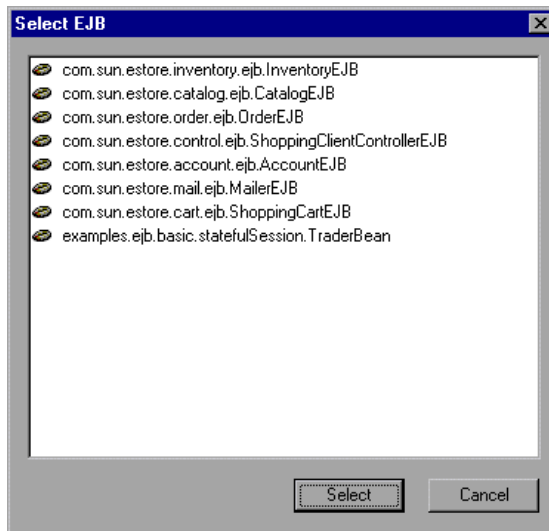 Select EJB
com.sun.estore.inventory.ejb.InventoryEJB
com.sun.estore.catalog.ejb.CatalogEJB
com.sun.estore.order.ejb.OrderEJB
com.sun.estore.control.ejb.ShoppingClientControllerEJB
com.sun.estore.account.ejb.AccountEJB
com.sun.estore.mail.ejb.MailerEJB
com.sun.estore.cart.ejb.ShoppingCartEJB
examples.ejb.basic.statefulSession.TraderBean
Select Cancel